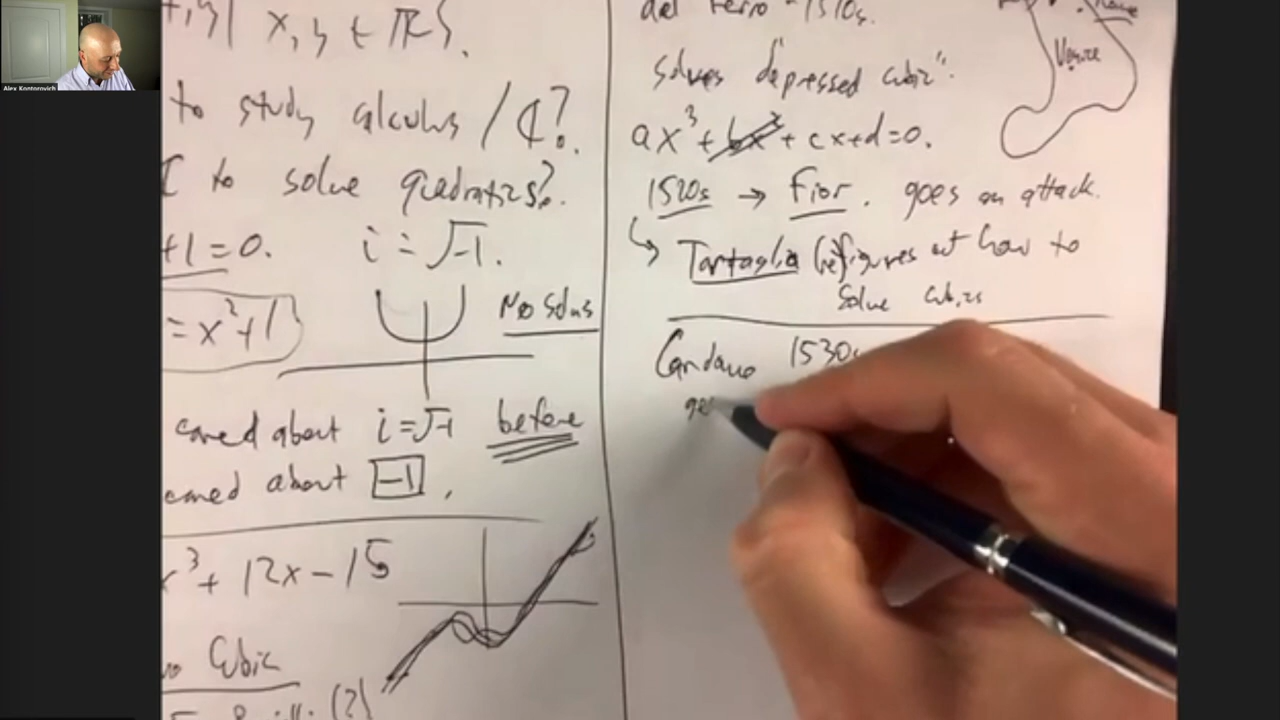 Alex Kontorovich
x, y ∈ ℝ}.
to study calculus / ℂ?
I to solve quadratics?
+1=0. i = √-1.
No Solns
= x²+1
cared about i=√-1 before
cared about -1,
x³ + 12x - 15
Cubic
(?)
del Ferro ~1510s.
Rome
Venice
solves "depressed cubic".
ax³ + bx² + cx+d=0.
1520s → Fior. goes on attack.
↳ Tartaglia (re)figures out how to
solve cubics
Cardano 1530s